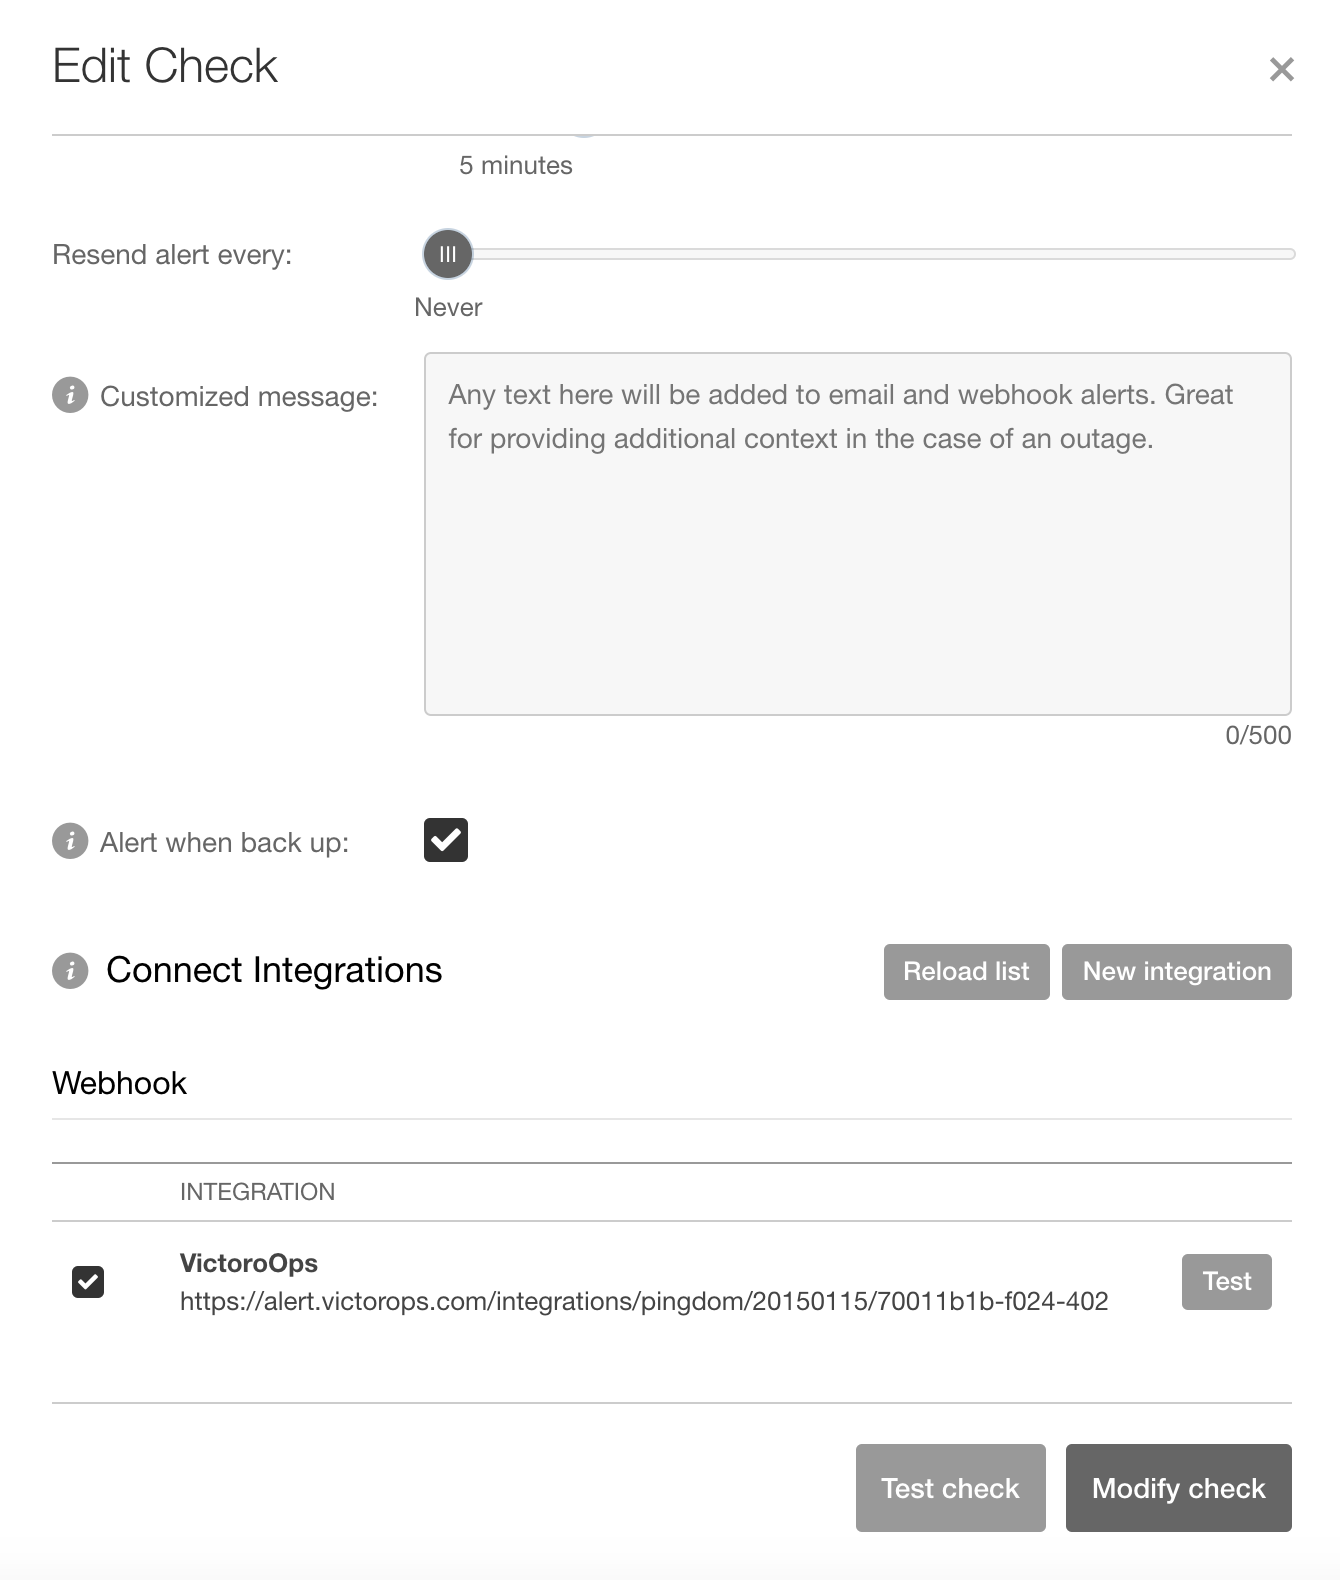 Edit Check
5 minutes
Resend alert every:
Never
Customized message:
Any text here will be added to email and webhook alerts. Great
for providing additional context in the case of an outage.
0/500
Alert when back up:
Connect Integrations
Reload list
New integration
Webhook
INTEGRATION
VictoroOps
https://alert.victorops.com/integrations/pingdom/20150115/70011b1b-f024-402
Test
Test check
Modify check